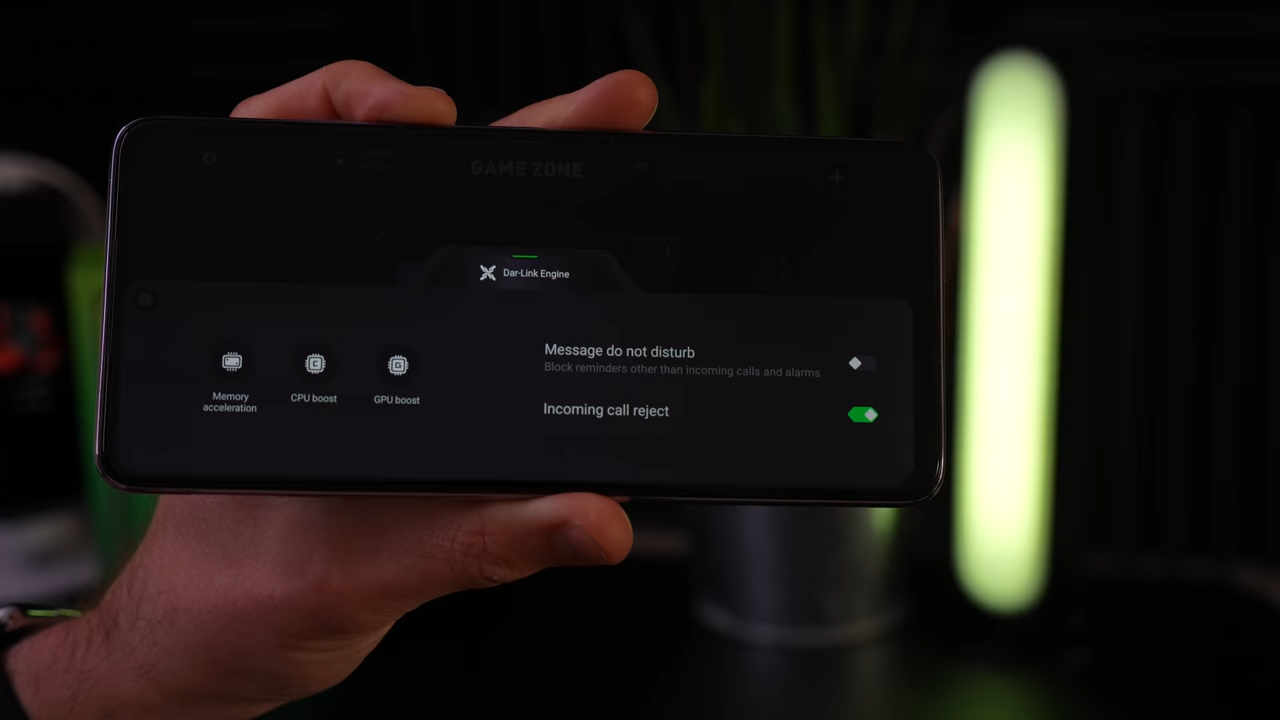 GAME ZONE
Dar-Link Engine
Memory
acceleration
CPU boost
GPU boost
Message do not disturb
Block reminders other than incoming calls and alarms
Incoming call reject